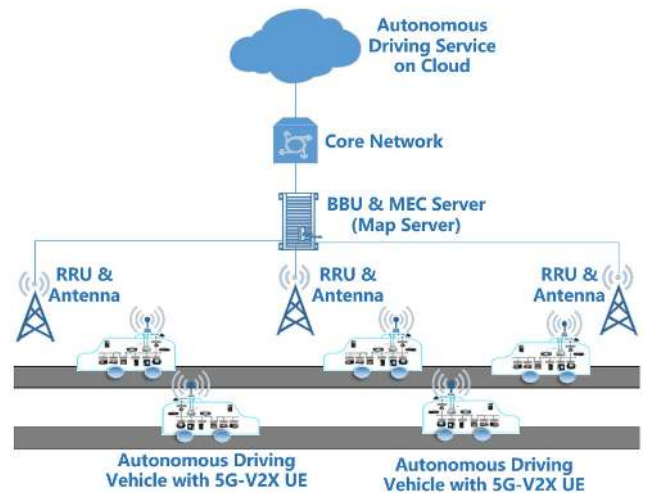 Autonomous
Driving Service
on Cloud
Core Network
BBU & MEC Server
(Map Server)
RRU &
Antenna
RRU &
Antenna
RRU &
Antenna
Autonomous Driving
Vehicle with 5G-V2X UE
Autonomous Driving
Vehicle with 5G-V2X UE